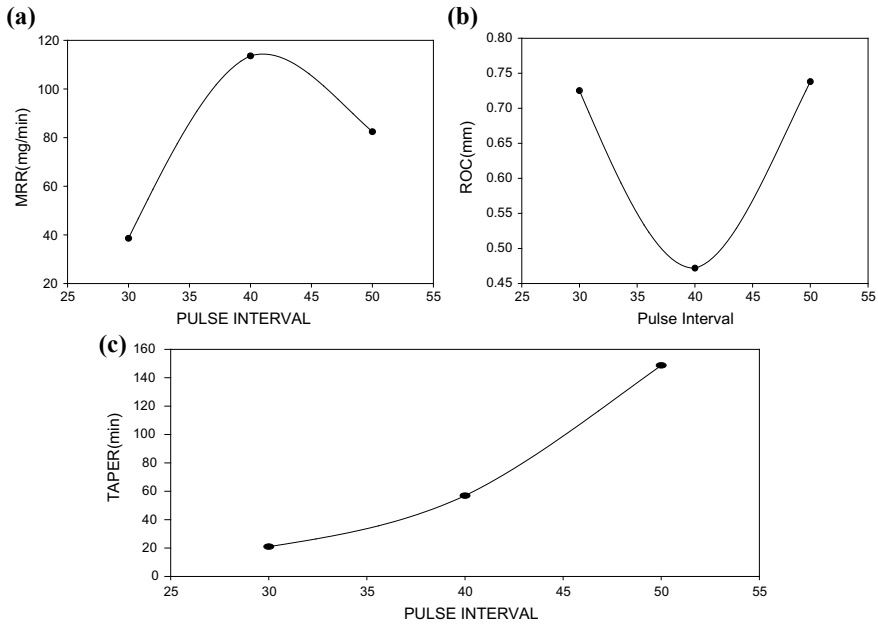 (a)
120
100
80
60
40
20
MRR(mg/min)
25 30 35 40 45 50 55
PULSE INTERVAL
(b)
0.80
0.75
0.70
0.65
0.60
0.55
0.50
0.45
ROC(mm)
25 30 35 40 45 50 55
Pulse Interval
(c)
160
140
120
100
80
60
40
20
0
TAPER(min)
25 30 35 40 45 50 55
PULSE INTERVAL